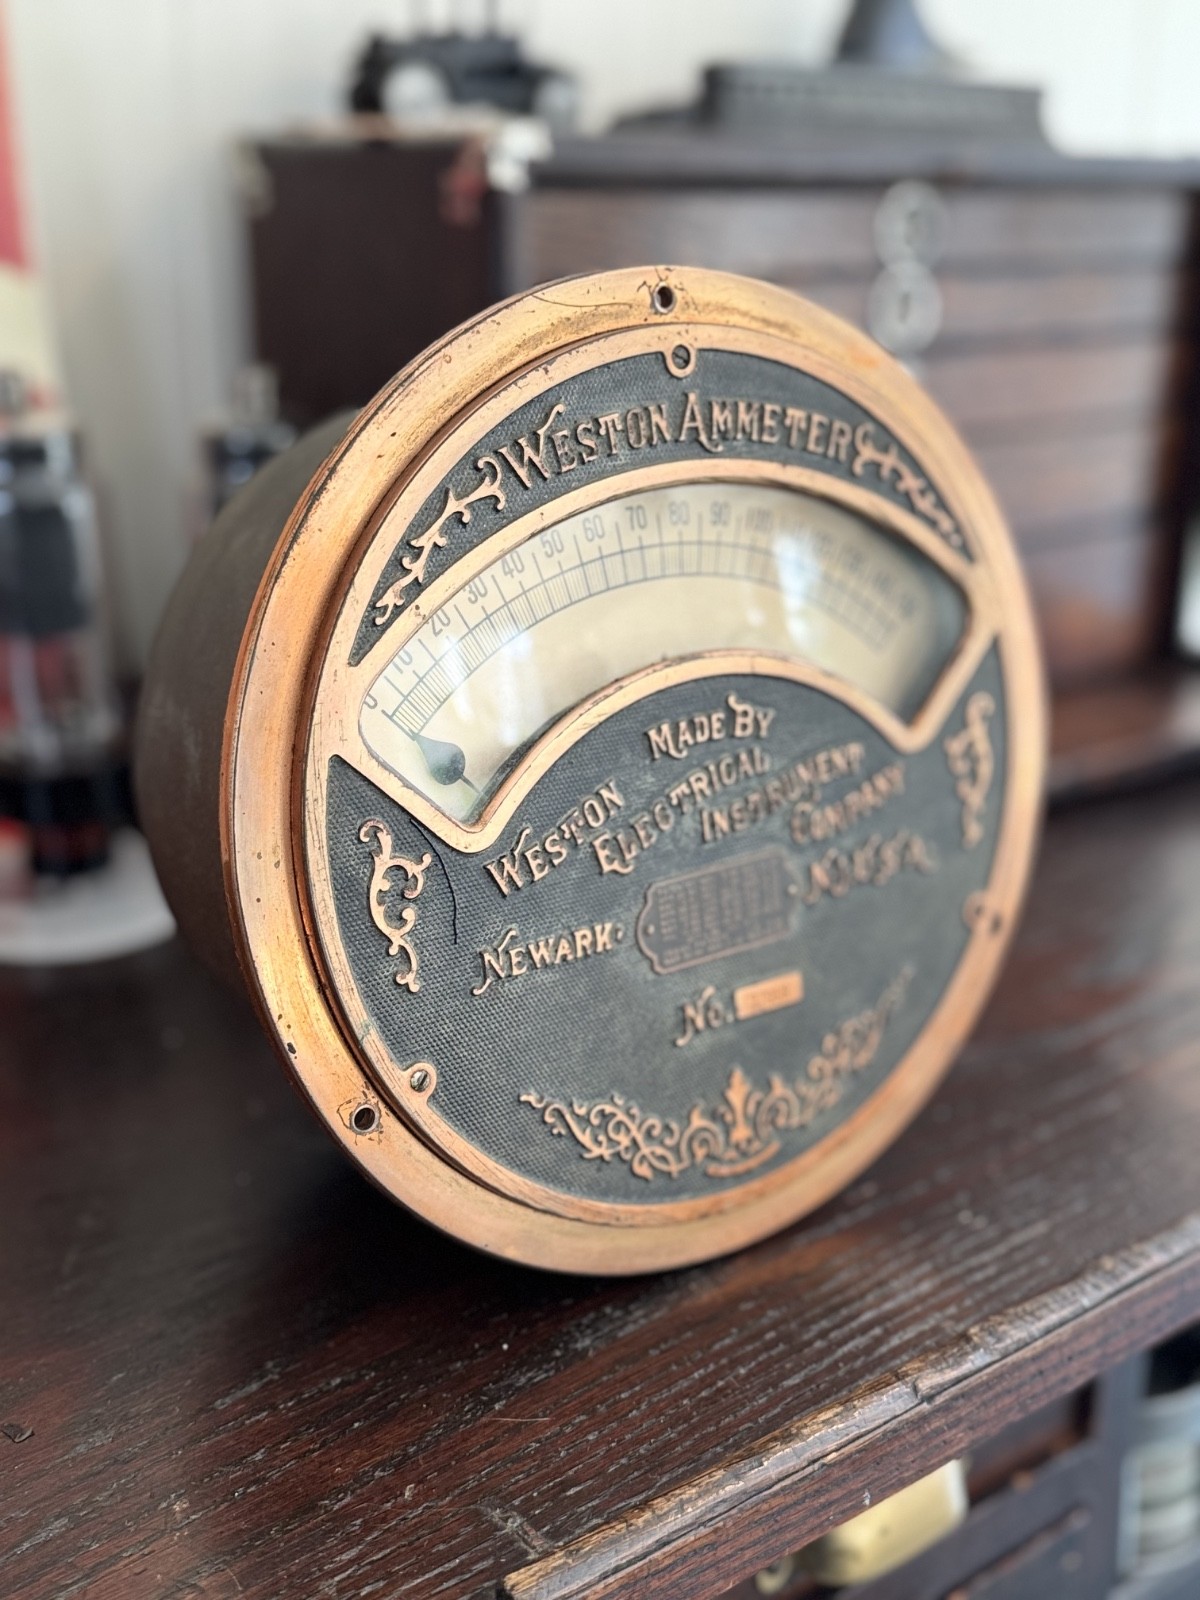 WESTON AMMETER
0 10 20 30 40 50 60 70 80 90 100
MADE BY
WESTON
ELECTRICAL
INSTRUMENT
COMPANY
NEWARK· ·N.J.U.S.A.
No.